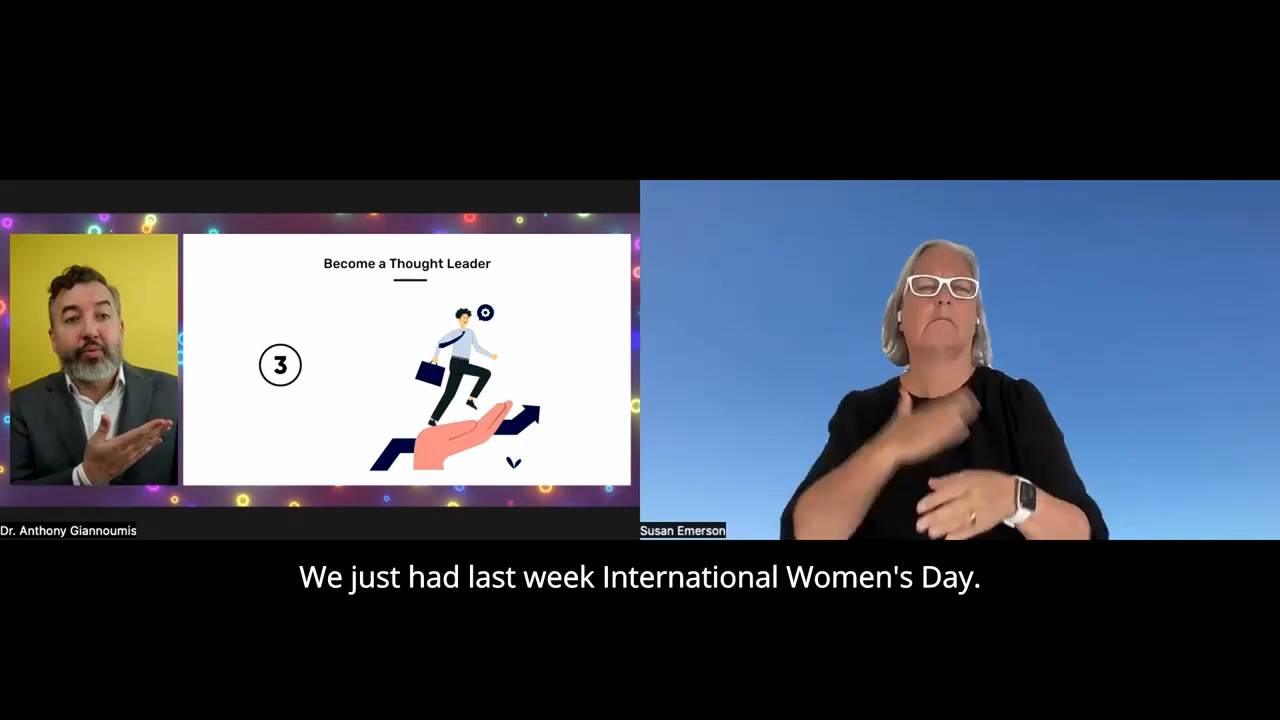 Become a Thought Leader
3
Dr. Anthony Giannoumis
Susan Emerson
We just had last week International Women's Day.